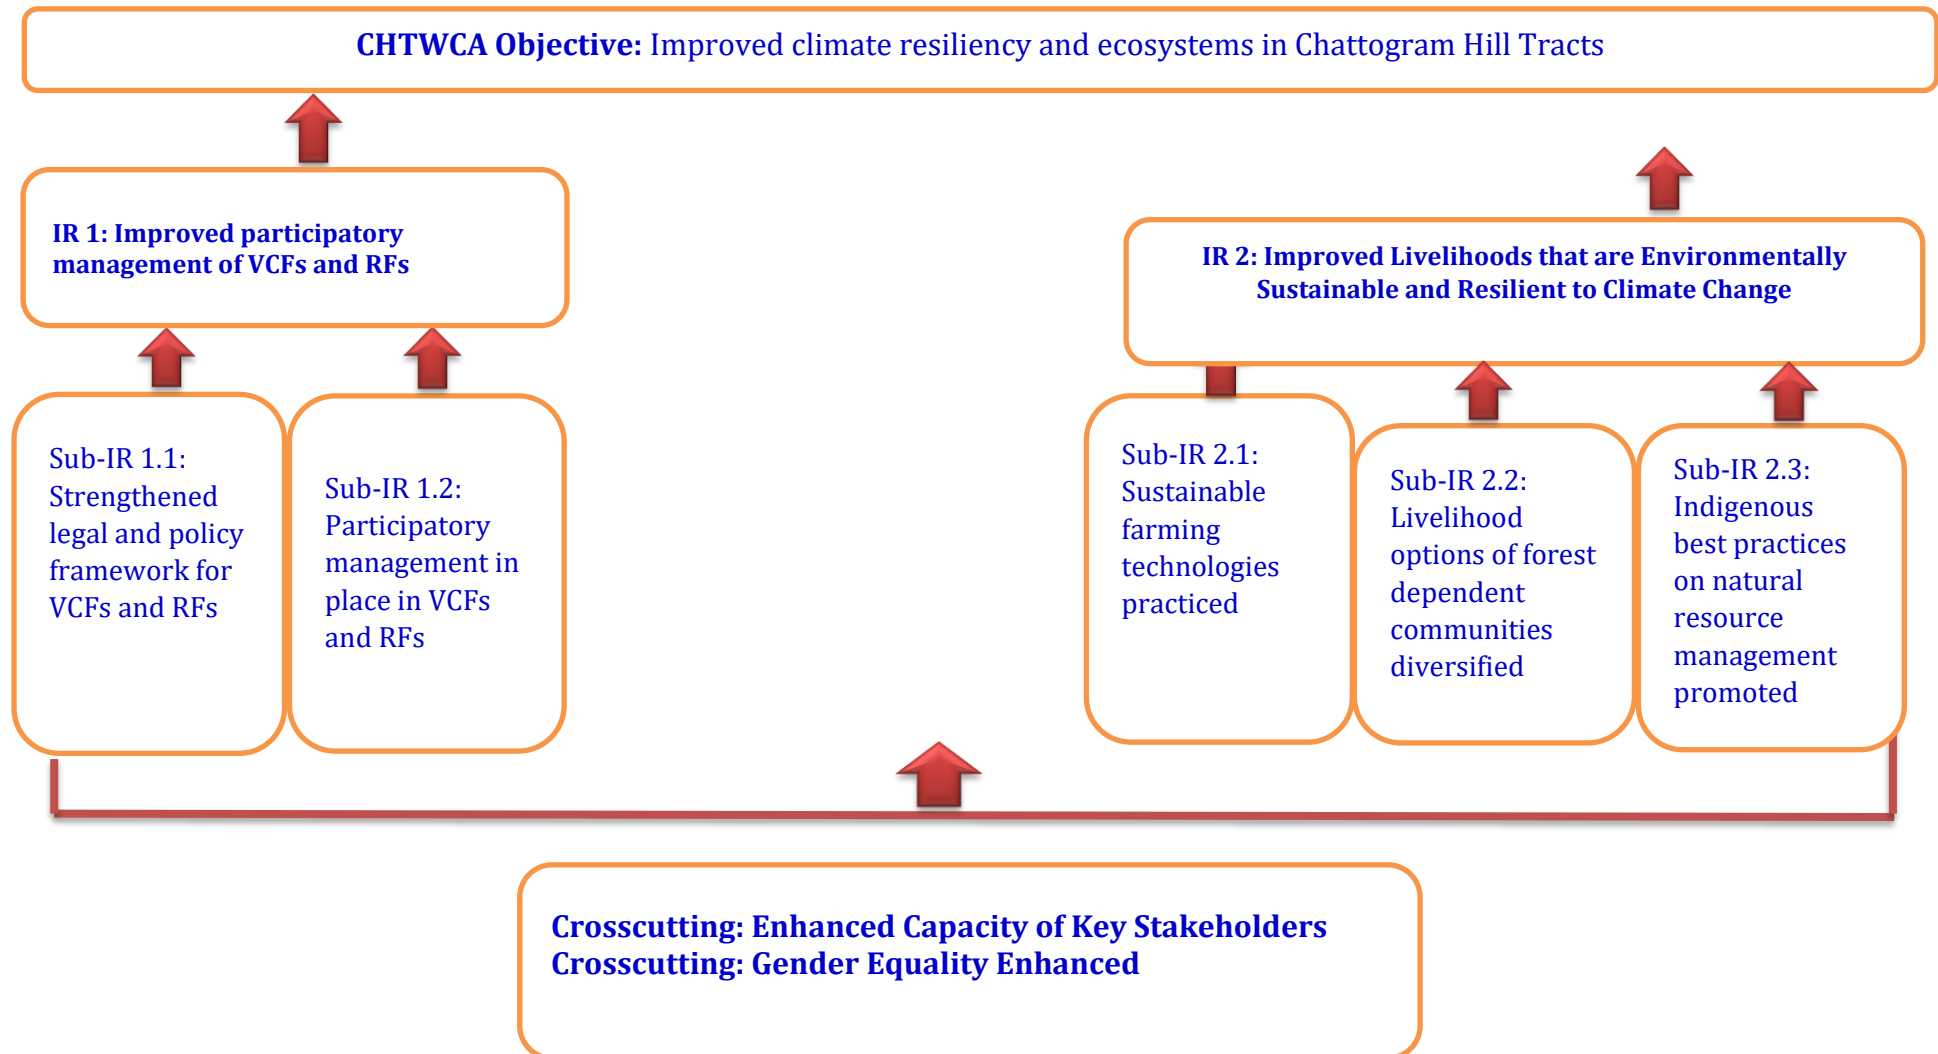 CHTWCA Objective: Improved climate resiliency and ecosystems in Chattogram Hill Tracts
IR 1: Improved participatory
management of VCFs and RFs
IR 2: Improved Livelihoods that are Environmentally
Sustainable and Resilient to Climate Change
Sub-IR 1.1:
Strengthened
legal and policy
framework for
VCFs and RFs
Sub-IR 1.2:
Participatory
management in
place in VCFs
and RFs
Sub-IR 2.1:
Sustainable
farming
technologies
practiced
Sub-IR 2.2:
Livelihood
options of forest
dependent
communities
diversified
Sub-IR 2.3:
Indigenous
best practices
on natural
resource
management
promoted
Crosscutting: Enhanced Capacity of Key Stakeholders
Crosscutting: Gender Equality Enhanced